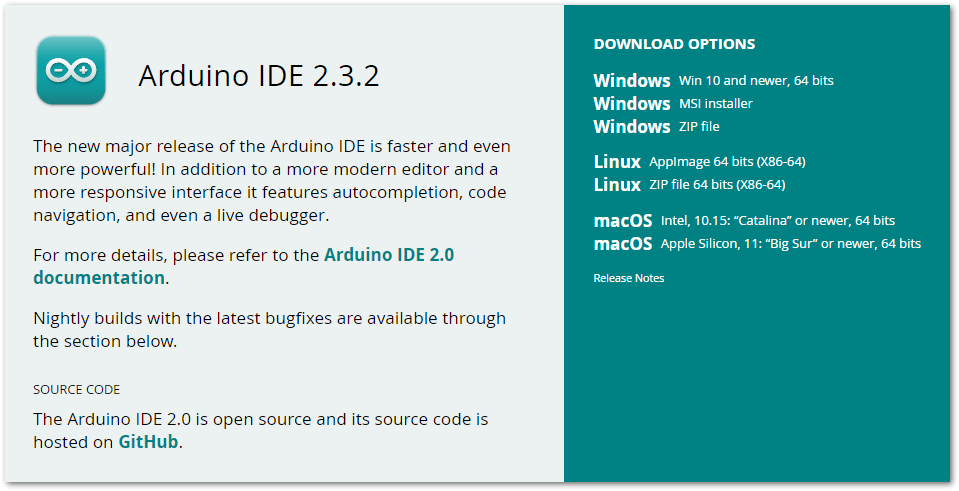 Arduino IDE 2.3.2
The new major release of the Arduino IDE is faster and even
more powerful! In addition to a more modern editor and a
more responsive interface it features autocompletion, code
navigation, and even a live debugger.
For more details, please refer to the Arduino IDE 2.0
documentation.
Nightly builds with the latest bugfixes are available through
the section below.
SOURCE CODE
The Arduino IDE 2.0 is open source and its source code is
hosted on GitHub.
DOWNLOAD OPTIONS
Windows Win 10 and newer, 64 bits
Windows MSI installer
Windows ZIP file
Linux AppImage 64 bits (X86-64)
Linux ZIP file 64 bits (X86-64)
macOS Intel, 10.15: “Catalina” or newer, 64 bits
macOS Apple Silicon, 11: “Big Sur” or newer, 64 bits
Release Notes